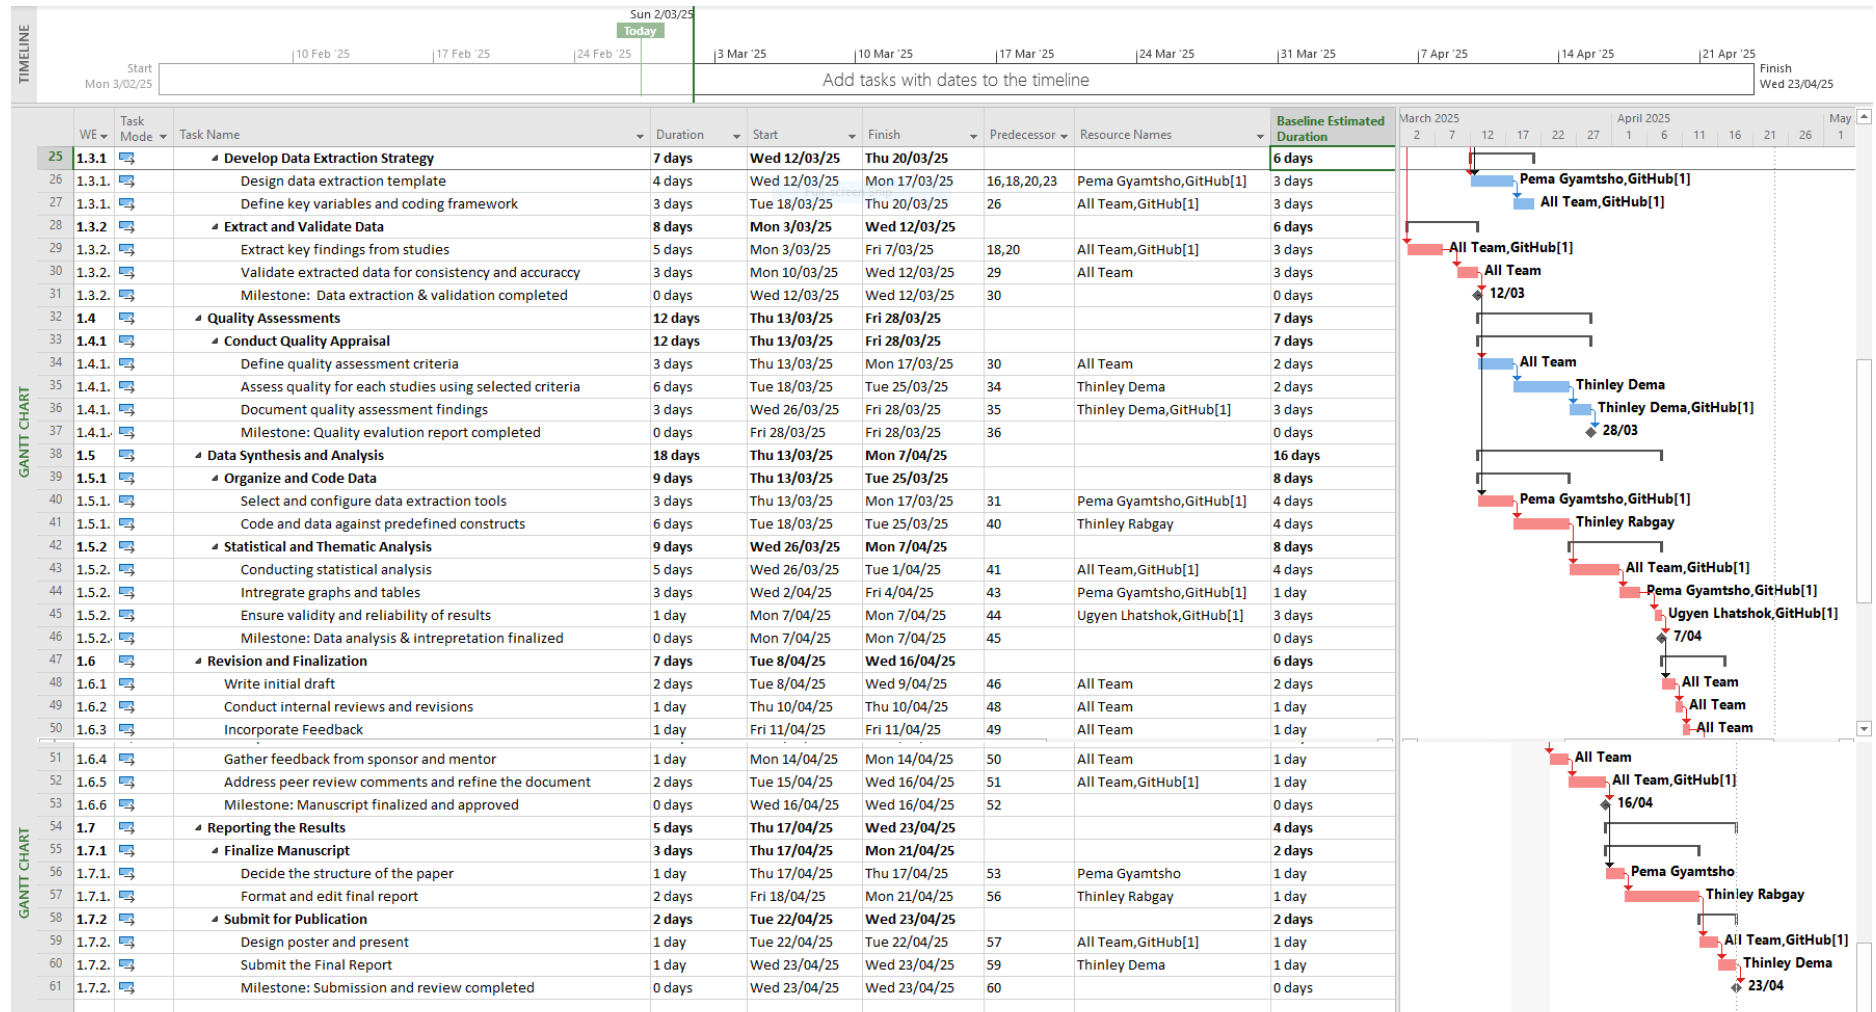 Sun 2/03/25
Today
TIMELINE
10 Feb '25 17 Feb '25 24 Feb '25 3 Mar '25 10 Mar '25 17 Mar '25 24 Mar '25 31 Mar '25 7 Apr '25 14 Apr '25 21 Apr '25
Start
Mon 3/02/25
Add tasks with dates to the timeline
Finish
Wed 23/04/25
WE Task Mode Task Name Duration Start Finish Predecessor Resource Names Baseline Estimated Duration
March 2025 April 2025 May
2 7 12 17 22 27 1 6 11 16 21 26 1
GANTT CHART
25 1.3.1 Develop Data Extraction Strategy 7 days Wed 12/03/25 Thu 20/03/25 6 days
26 1.3.1. Design data extraction template 4 days Wed 12/03/25 Mon 17/03/25 16,18,20,23 Pema Gyamtsho,GitHub[1] 3 days Pema Gyamtsho,GitHub[1]
Full-screen Snip
27 1.3.1. Define key variables and coding framework 3 days Tue 18/03/25 Thu 20/03/25 26 All Team,GitHub[1] 3 days All Team,GitHub[1]
28 1.3.2 Extract and Validate Data 8 days Mon 3/03/25 Wed 12/03/25 6 days
29 1.3.2. Extract key findings from studies 5 days Mon 3/03/25 Fri 7/03/25 18,20 All Team,GitHub[1] 3 days All Team,GitHub[1]
30 1.3.2. Validate extracted data for consistency and accuraccy 3 days Mon 10/03/25 Wed 12/03/25 29 All Team 3 days All Team
31 1.3.2. Milestone: Data extraction & validation completed 0 days Wed 12/03/25 Wed 12/03/25 30 0 days 12/03
32 1.4 Quality Assessments 12 days Thu 13/03/25 Fri 28/03/25 7 days
33 1.4.1 Conduct Quality Appraisal 12 days Thu 13/03/25 Fri 28/03/25 7 days
34 1.4.1. Define quality assessment criteria 3 days Thu 13/03/25 Mon 17/03/25 30 All Team 2 days All Team
35 1.4.1. Assess quality for each studies using selected criteria 6 days Tue 18/03/25 Tue 25/03/25 34 Thinley Dema 2 days Thinley Dema
36 1.4.1. Document quality assessment findings 3 days Wed 26/03/25 Fri 28/03/25 35 Thinley Dema,GitHub[1] 3 days Thinley Dema,GitHub[1]
37 1.4.1. Milestone: Quality evalution report completed 0 days Fri 28/03/25 Fri 28/03/25 36 0 days 28/03
38 1.5 Data Synthesis and Analysis 18 days Thu 13/03/25 Mon 7/04/25 16 days
39 1.5.1 Organize and Code Data 9 days Thu 13/03/25 Tue 25/03/25 8 days
40 1.5.1. Select and configure data extraction tools 3 days Thu 13/03/25 Mon 17/03/25 31 Pema Gyamtsho,GitHub[1] 4 days Pema Gyamtsho,GitHub[1]
41 1.5.1. Code and data against predefined constructs 6 days Tue 18/03/25 Tue 25/03/25 40 Thinley Rabgay 4 days Thinley Rabgay
42 1.5.2 Statistical and Thematic Analysis 9 days Wed 26/03/25 Mon 7/04/25 8 days
43 1.5.2. Conducting statistical analysis 5 days Wed 26/03/25 Tue 1/04/25 41 All Team,GitHub[1] 4 days All Team,GitHub[1]
44 1.5.2. Intregrate graphs and tables 3 days Wed 2/04/25 Fri 4/04/25 43 Pema Gyamtsho,GitHub[1] 1 day Pema Gyamtsho,GitHub[1]
45 1.5.2. Ensure validity and reliability of results 1 day Mon 7/04/25 Mon 7/04/25 44 Ugyen Lhatshok,GitHub[1] 3 days Ugyen Lhatshok,GitHub[1]
46 1.5.2. Milestone: Data analysis & intrepretation finalized 0 days Mon 7/04/25 Mon 7/04/25 45 0 days 7/04
47 1.6 Revision and Finalization 7 days Tue 8/04/25 Wed 16/04/25 6 days
48 1.6.1 Write initial draft 2 days Tue 8/04/25 Wed 9/04/25 46 All Team 2 days All Team
49 1.6.2 Conduct internal reviews and revisions 1 day Thu 10/04/25 Thu 10/04/25 48 All Team 1 day All Team
50 1.6.3 Incorporate Feedback 1 day Fri 11/04/25 Fri 11/04/25 49 All Team 1 day All Team
GANTT CHART
51 1.6.4 Gather feedback from sponsor and mentor 1 day Mon 14/04/25 Mon 14/04/25 50 All Team 1 day All Team
52 1.6.5 Address peer review comments and refine the document 2 days Tue 15/04/25 Wed 16/04/25 51 All Team,GitHub[1] 1 day All Team,GitHub[1]
53 1.6.6 Milestone: Manuscript finalized and approved 0 days Wed 16/04/25 Wed 16/04/25 52 0 days 16/04
54 1.7 Reporting the Results 5 days Thu 17/04/25 Wed 23/04/25 4 days
55 1.7.1 Finalize Manuscript 3 days Thu 17/04/25 Mon 21/04/25 2 days
56 1.7.1. Decide the structure of the paper 1 day Thu 17/04/25 Thu 17/04/25 53 Pema Gyamtsho 1 day Pema Gyamtsho
57 1.7.1. Format and edit final report 2 days Fri 18/04/25 Mon 21/04/25 56 Thinley Rabgay 1 day Thinley Rabgay
58 1.7.2 Submit for Publication 2 days Tue 22/04/25 Wed 23/04/25 2 days
59 1.7.2. Design poster and present 1 day Tue 22/04/25 Tue 22/04/25 57 All Team,GitHub[1] 1 day All Team,GitHub[1]
60 1.7.2. Submit the Final Report 1 day Wed 23/04/25 Wed 23/04/25 59 Thinley Dema 1 day Thinley Dema
61 1.7.2. Milestone: Submission and review completed 0 days Wed 23/04/25 Wed 23/04/25 60 0 days 23/04